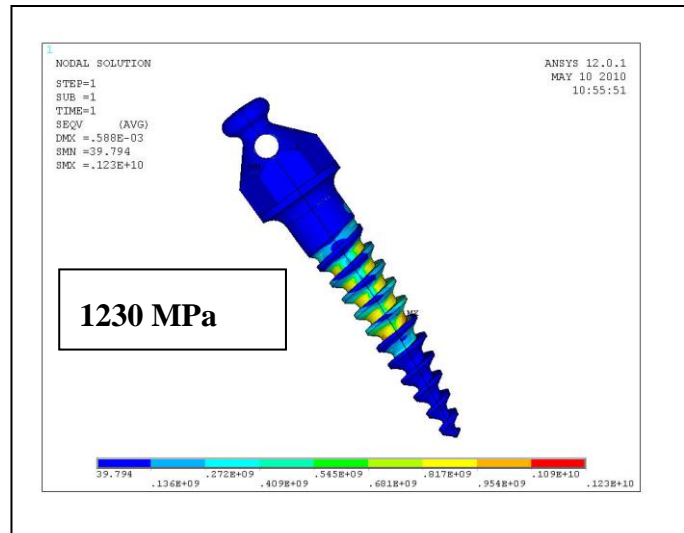 1
NODAL SOLUTION
STEP=1
SUB =1
TIME=1
SEQV (AVG)
DMX =.588E-03
SMN =39.794
SMX =.123E+10
ANSYS 12.0.1
MAY 10 2010
10:55:51
MX
1230 MPa
39.794 .272E+09 .545E+09 .817E+09 .109E+10
.136E+09 .409E+09 .681E+09 .954E+09 .123E+10